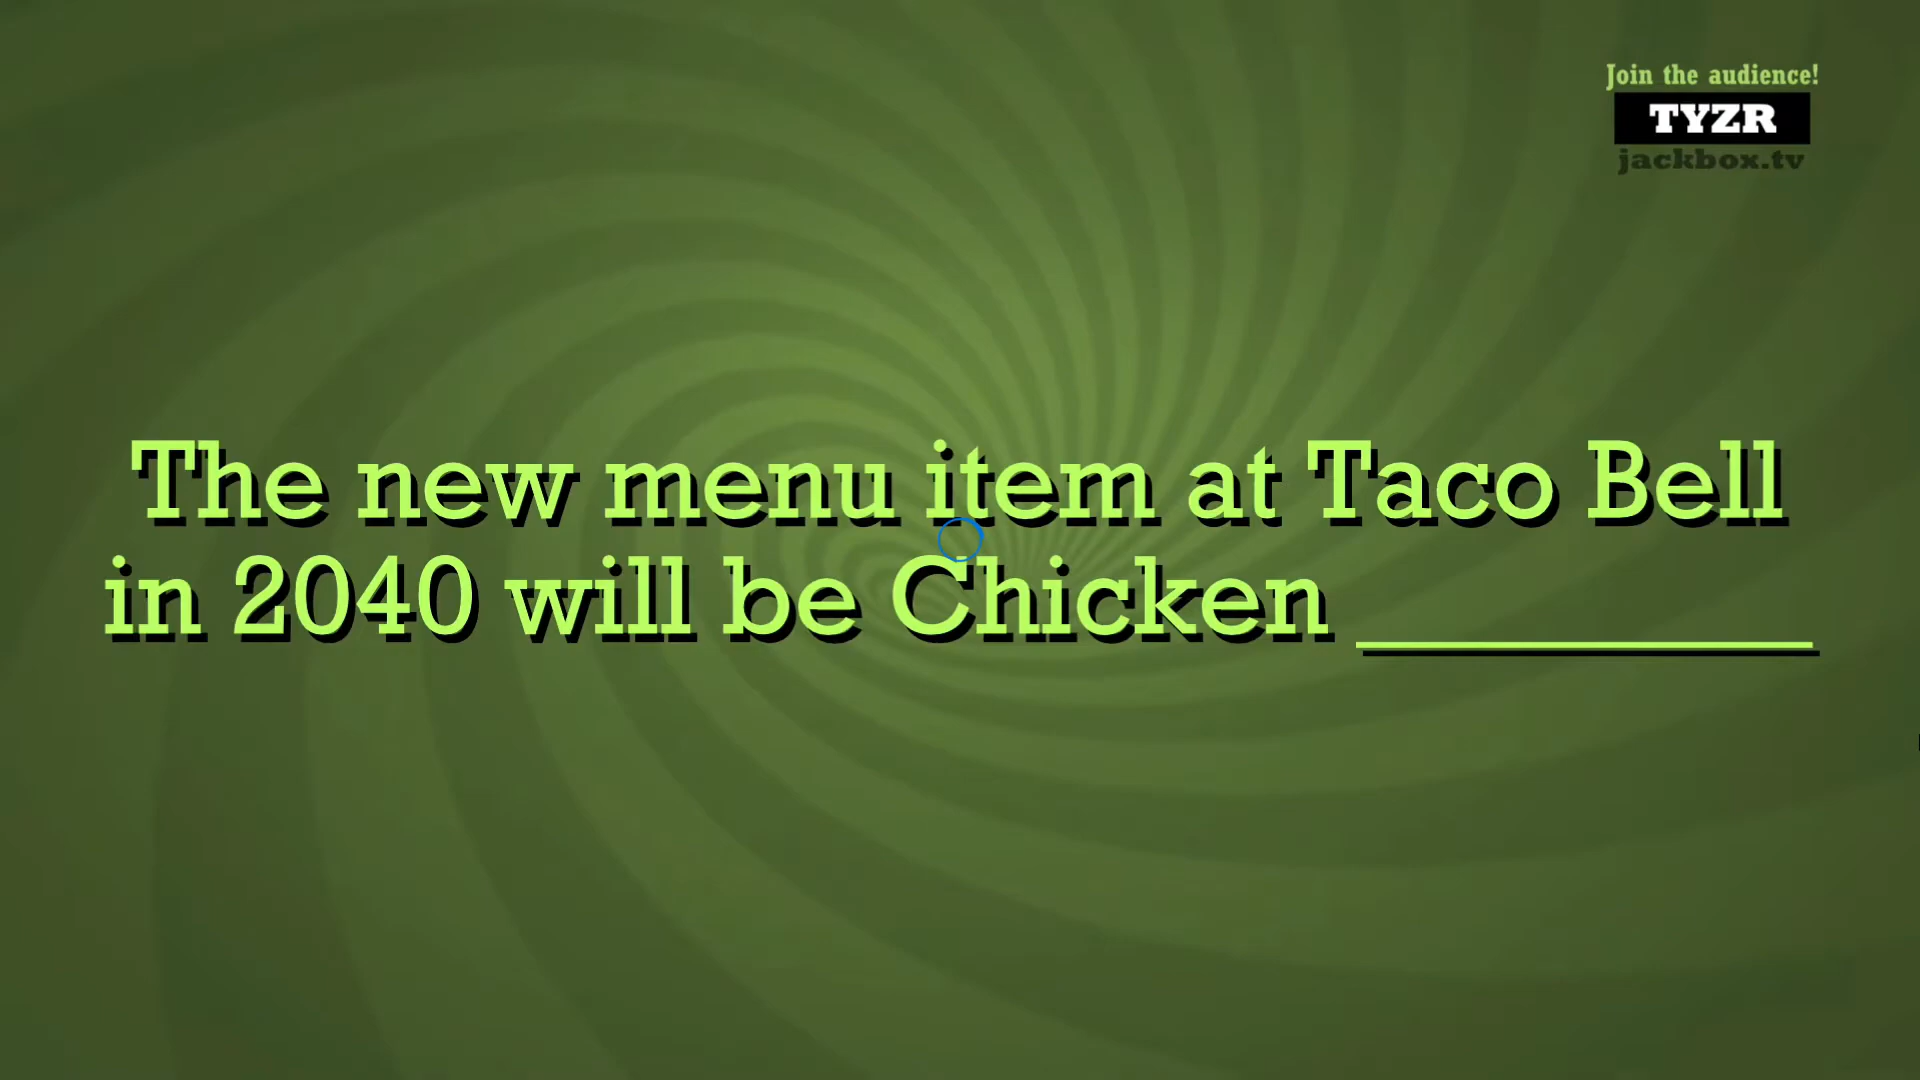 Join the audience!
TYZR
jackbox.tv
The new menu item at Taco Bell
in 2040 will be Chicken ________